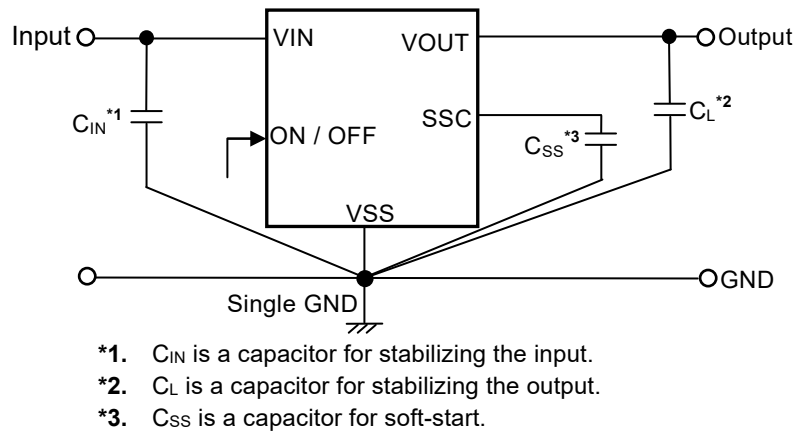 Input
VIN
VOUT
Output
CIN*1
SSC
CL*2
ON / OFF
CSS*3
VSS
Single GND
GND
*1. CIN is a capacitor for stabilizing the input.
*2. CL is a capacitor for stabilizing the output.
*3. CSS is a capacitor for soft-start.